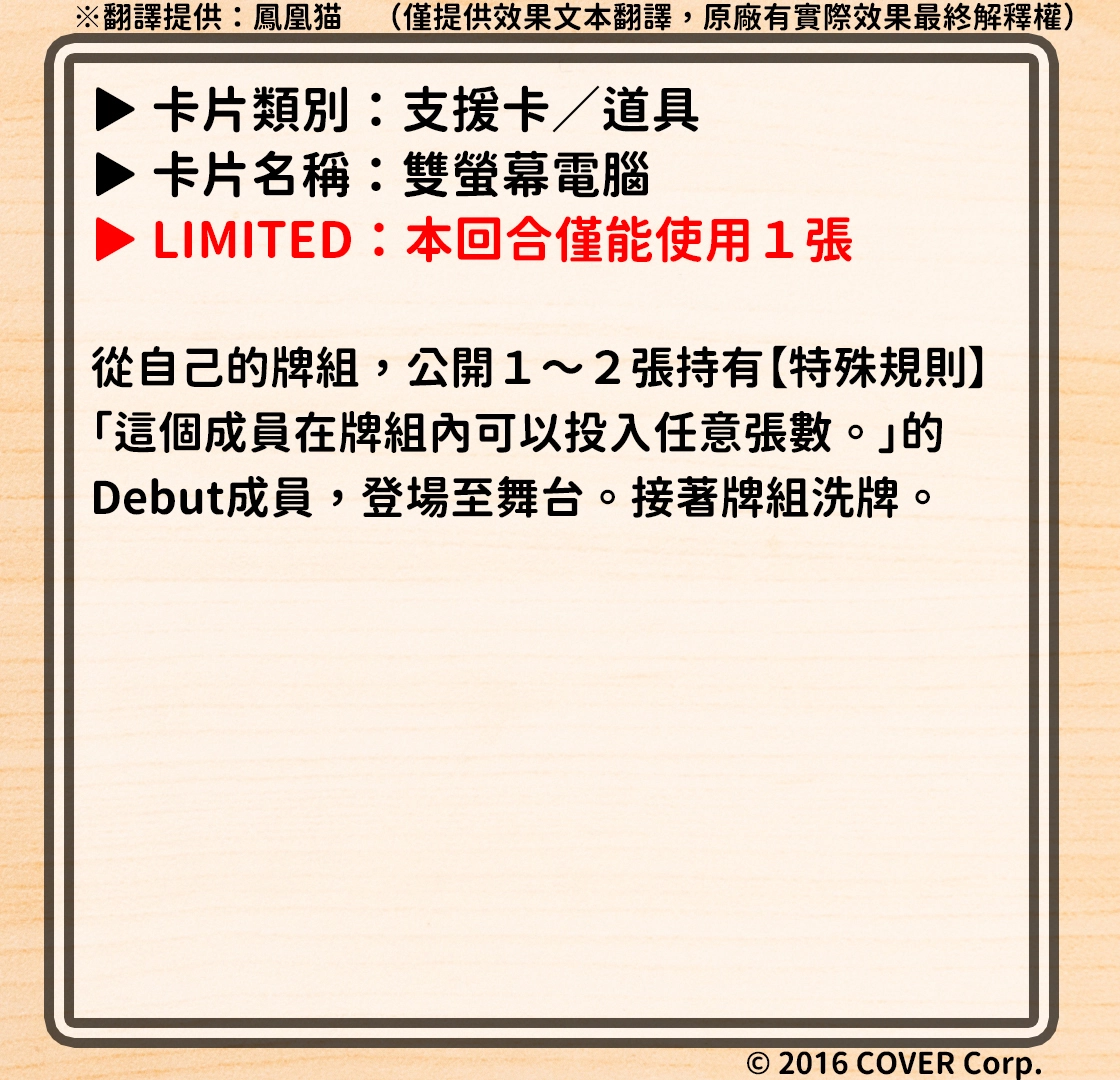 ※翻譯提供：鳳凰猫　（僅提供效果文本翻譯，原廠有實際效果最終解釋權）
▶ 卡片類別：支援卡／道具
▶ 卡片名稱：雙螢幕電腦
▶ LIMITED：本回合僅能使用１張
從自己的牌組，公開１～２張持有【特殊規則】
「這個成員在牌組內可以投入任意張數。」的
Debut成員，登場至舞台。接著牌組洗牌。
© 2016 COVER Corp.